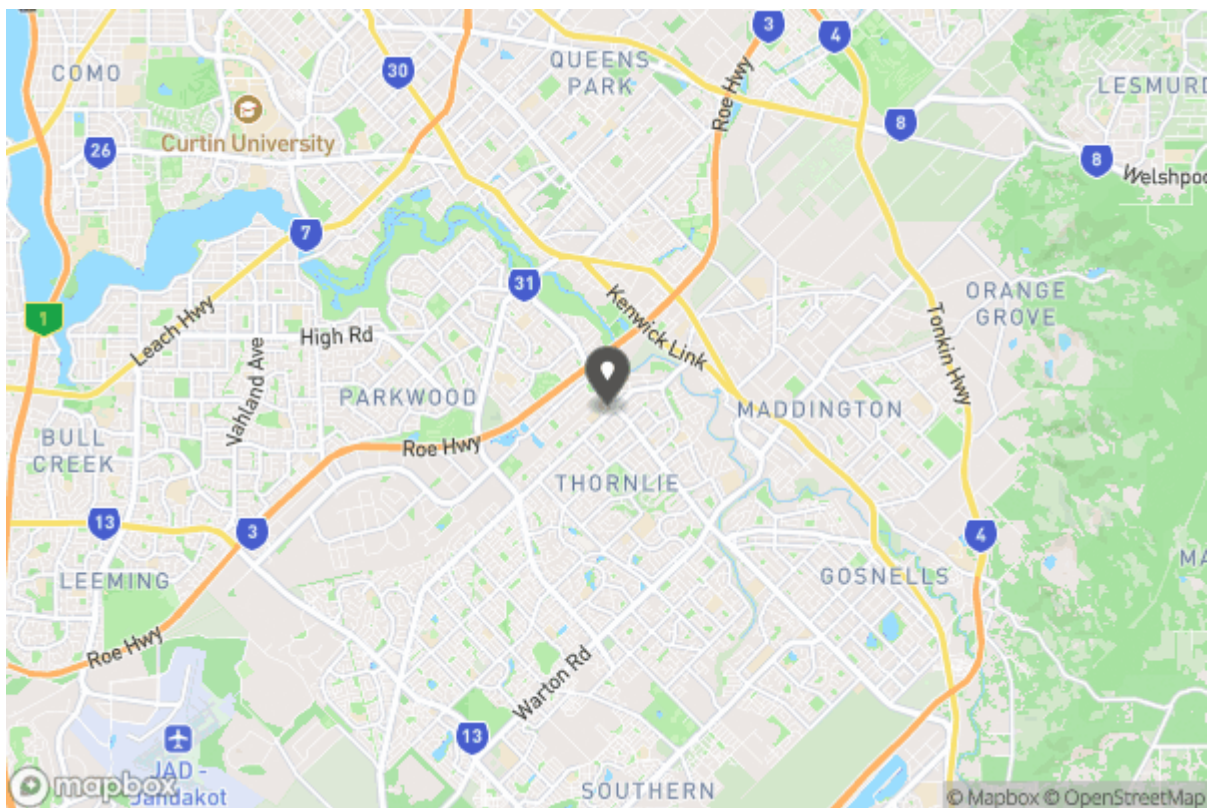 3
4
COMO
30
QUEENS
PARK
Roe Hwy
LESMURD
Curtin University
26
8
8
Welshpoo
7
31
ORANGE
GROVE
1
Leach Hwy
High Rd
Kenwick Link
Tonkin Hwy
Vahland Ave
PARKWOOD
MADDINGTON
BULL
CREEK
Roe Hwy
THORNLIE
13
3
4
LEEMING
GOSNELLS
MA
Roe Hwy
Warton Rd
13
JAD -
Jandakot
SOUTHERN
mapbox
© Mapbox © OpenStreetMap